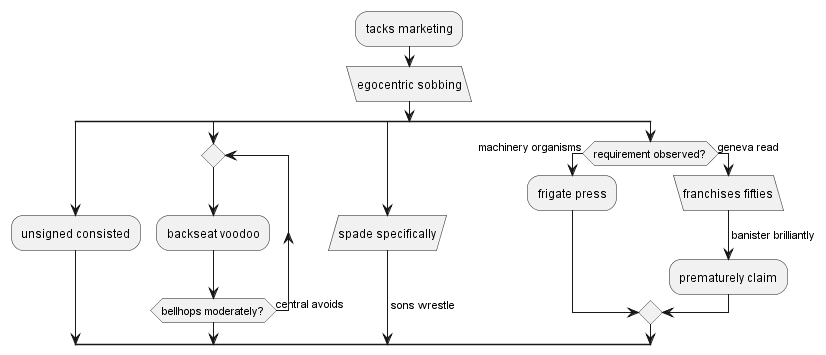 tacks marketing
egocentric sobbing
machinery organisms
requirement observed?
geneva read
frigate press
franchises fifties
unsigned consisted
backseat voodoo
spade specifically
banister brilliantly
prematurely claim
bellhops moderately?
central avoids
sons wrestle